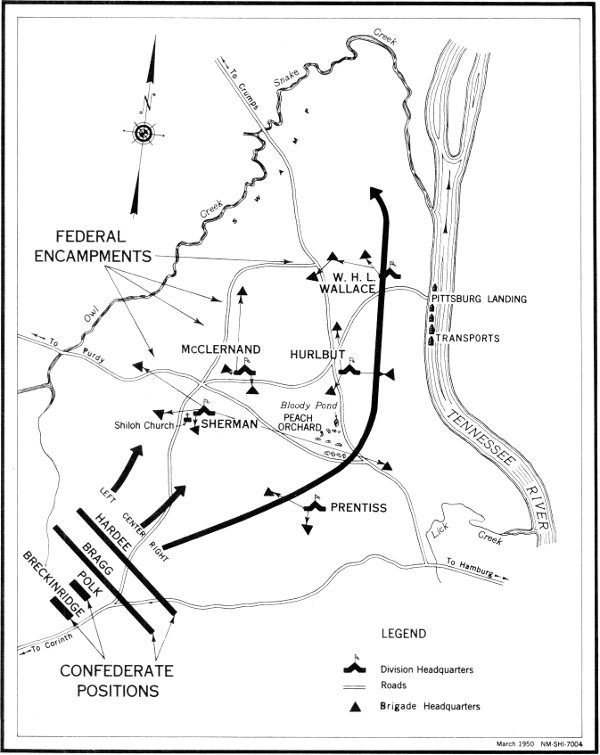 Creek
Snake
To Crumps
N
SWAMP
Creek
Owl
FEDERAL
ENCAMPMENTS
W. H. L.
WALLACE
PITTSBURG LANDING
TRANSPORTS
To
Purdy
McCLERNAND
HURLBUT
Bloody Pond
PEACH
ORCHARD
Shiloh Church
SHERMAN
TENNESSEE
RIVER
LEFT
CENTER
RIGHT
PRENTISS
Lick
Creek
HARDEE
BRAGG
POLK
BRECKINRIDGE
To Hamburg
To Corinth
CONFEDERATE
POSITIONS
LEGEND
Division Headquarters
Roads
Brigade Headquarters
March 1950 NM-SHI-7004